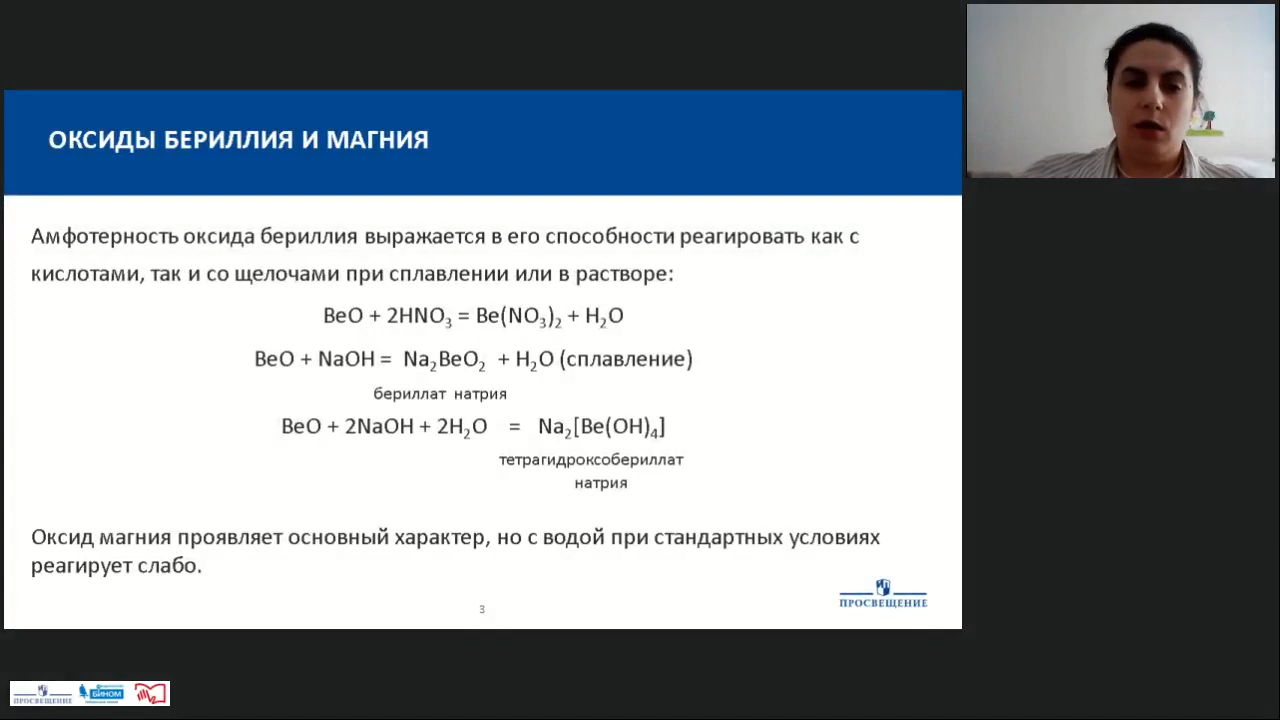 ОКСИДЫ БЕРИЛЛИЯ И МАГНИЯ
Амфотерность оксида бериллия выражается в его способности реагировать как с
кислотами, так и со щелочами при сплавлении или в растворе:
BeO + 2HNO₃ = Be(NO₃)₂ + H₂O
BeO + NaOH = Na₂BeO₂ + H₂O (сплавление)
бериллат натрия
BeO + 2NaOH + 2H₂O = Na₂[Be(OH)₄]
тетрагидроксобериллат
натрия
Оксид магния проявляет основный характер, но с водой при стандартных условиях
реагирует слабо.
ПРОСВЕЩЕНИЕ
3
ПРОСВЕЩЕНИЕ
БИНОМ